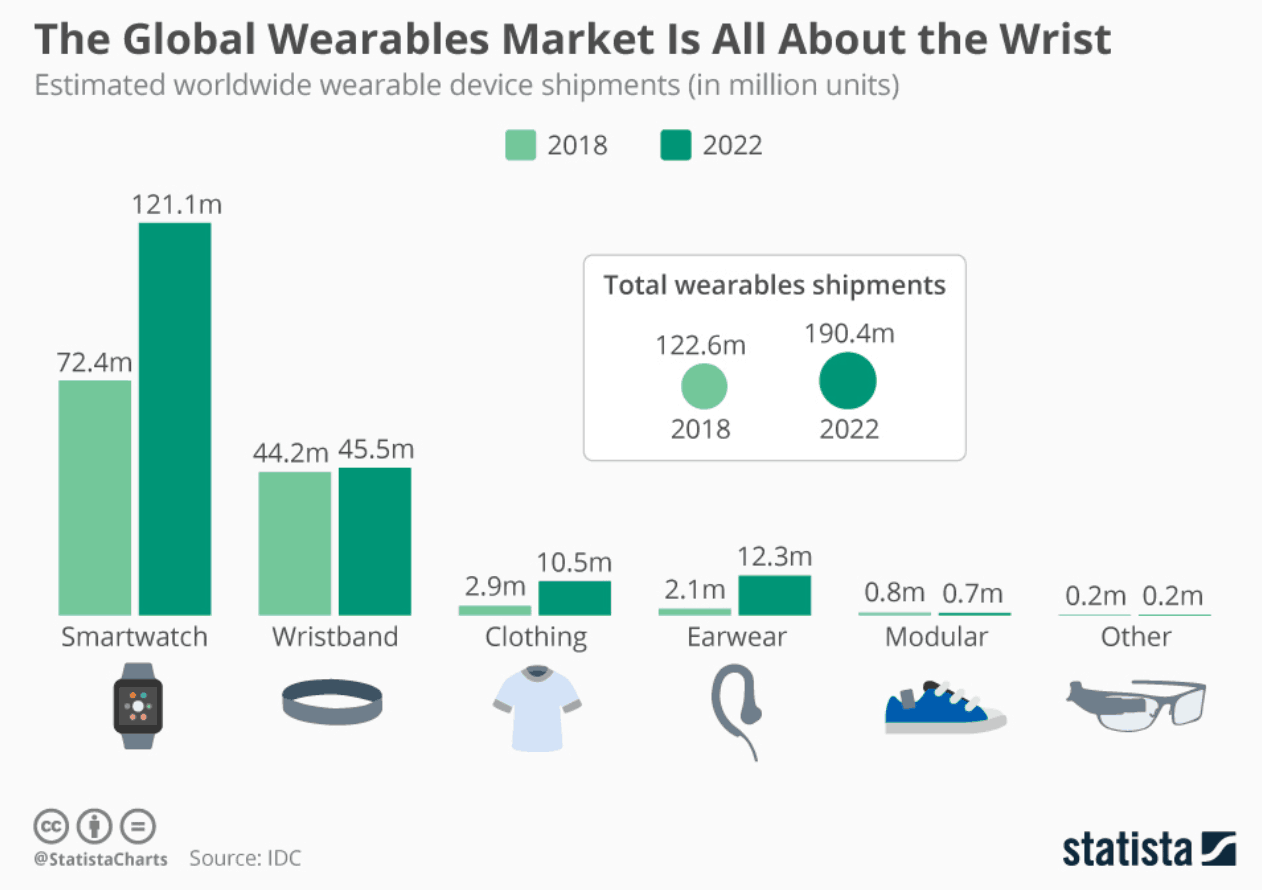 The Global Wearables Market Is All About the Wrist
Estimated worldwide wearable device shipments (in million units)
2018 2022
121.1m
72.4m
44.2m 45.5m
2.9m 10.5m
2.1m 12.3m
0.8m 0.7m
0.2m 0.2m
Total wearables shipments
122.6m 190.4m
2018 2022
Smartwatch Wristband Clothing Earwear Modular Other
cc
@StatistaCharts Source: IDC
statista